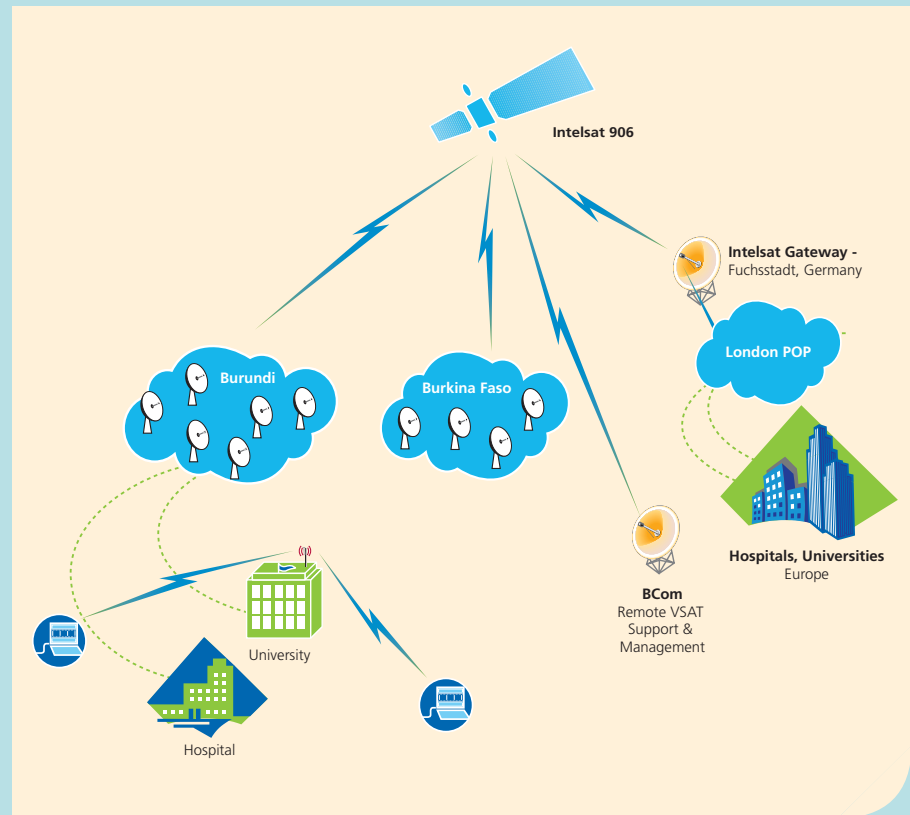 Intelsat 906
Intelsat Gateway -
Fuchsstadt, Germany
London POP
Burundi
Burkina Faso
Hospitals, Universities
Europe
BCom
Remote VSAT
Support &
Management
University
Hospital